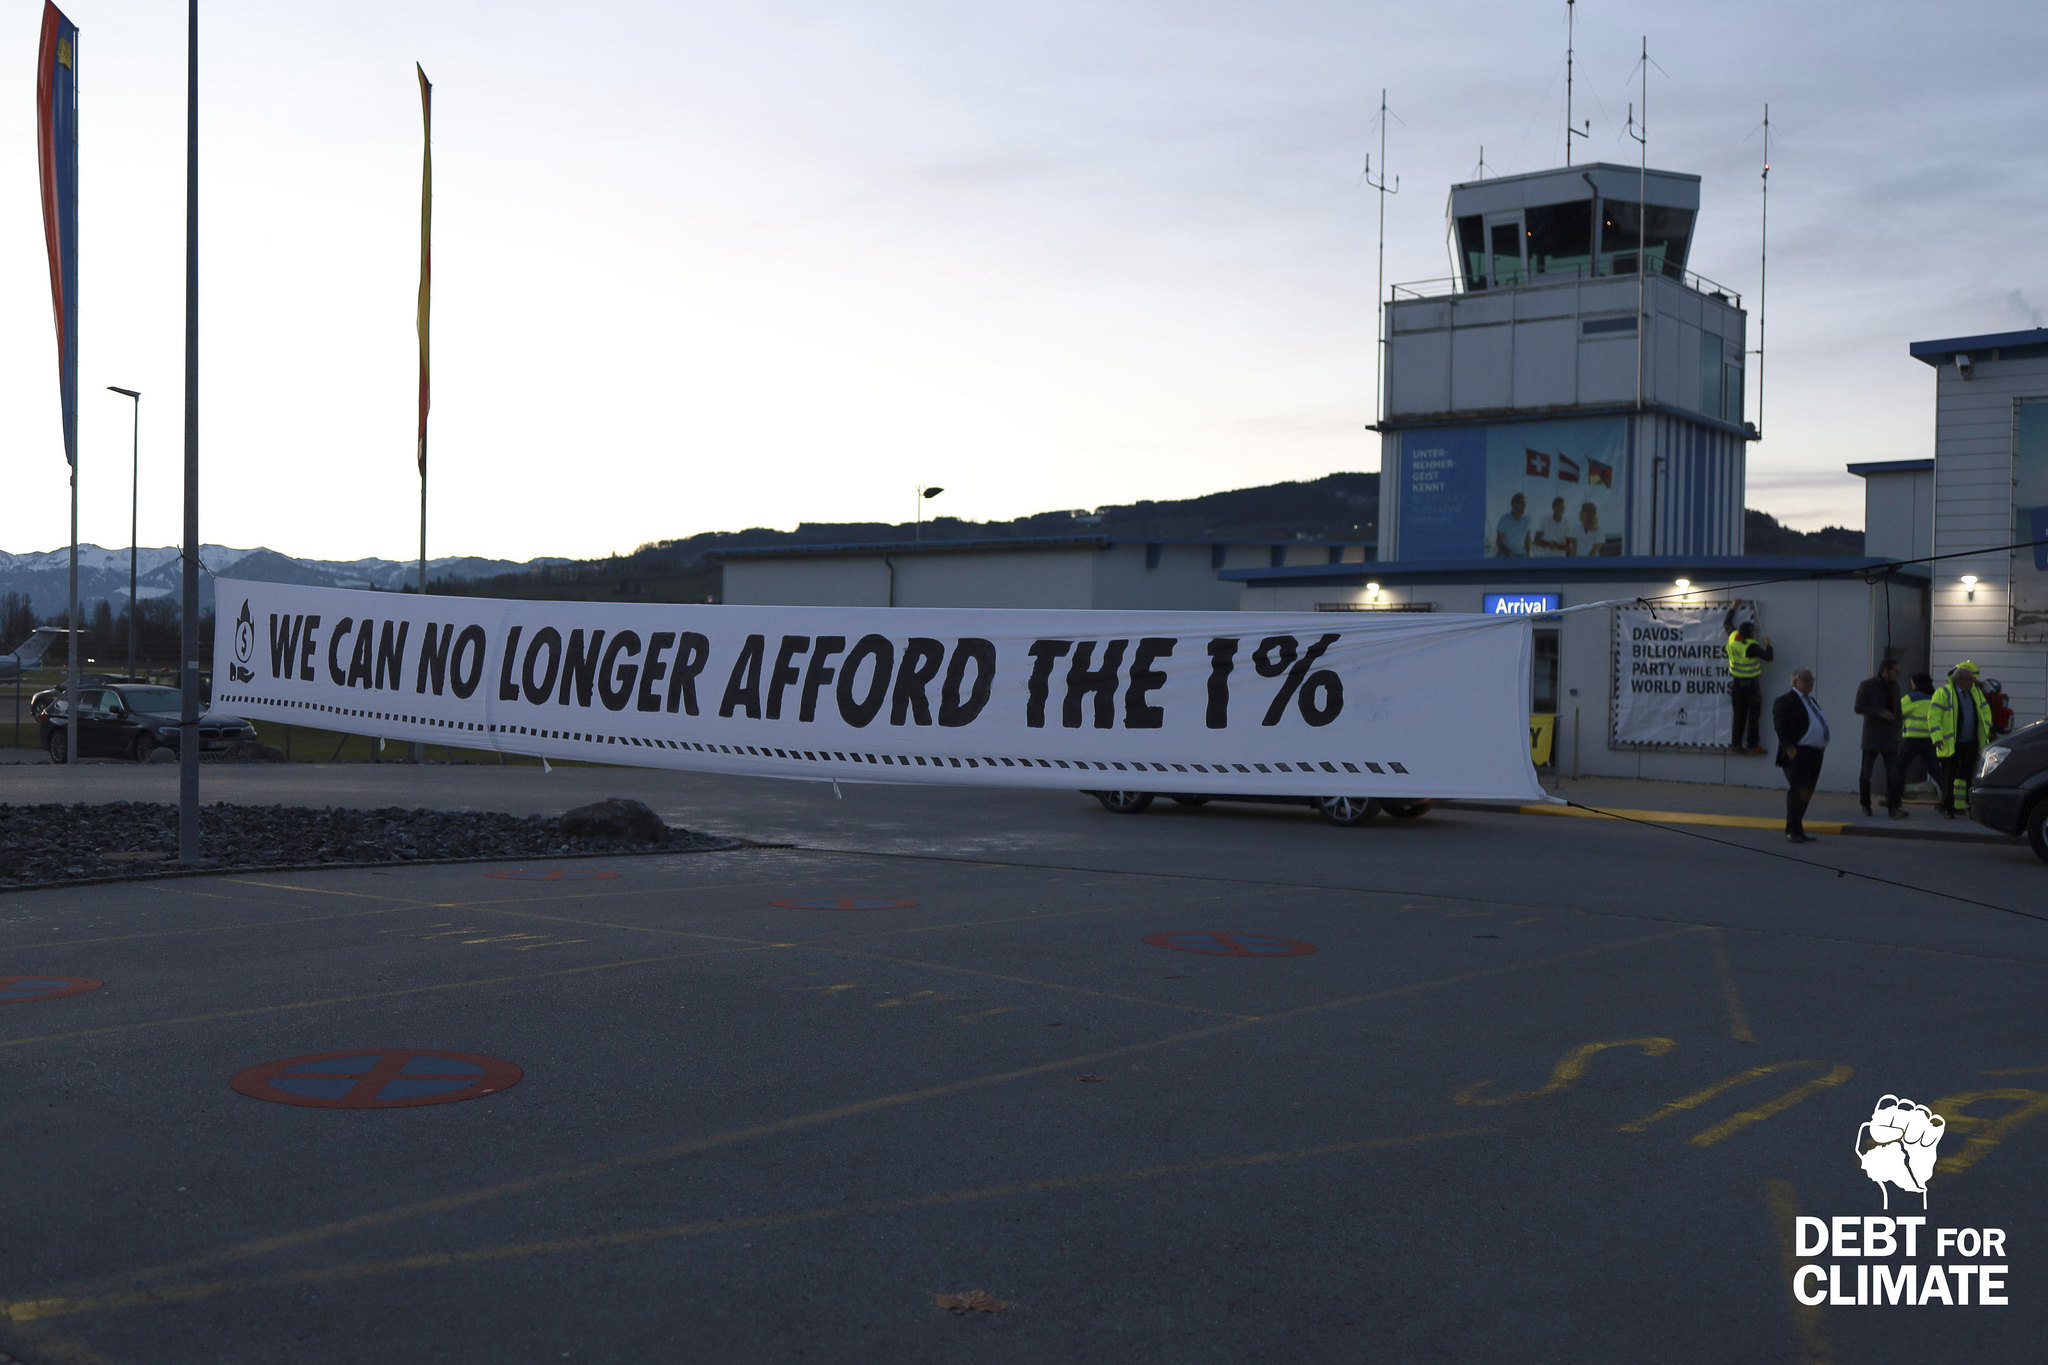 WE CAN NO LONGER AFFORD THE 1%
UNTER-
NEHMER-
GEIST
KENNT
Arrival
DAVOS:
BILLIONAIRES
PARTY WHILE TH
WORLD BURNS
Y
DEBT FOR
CLIMATE